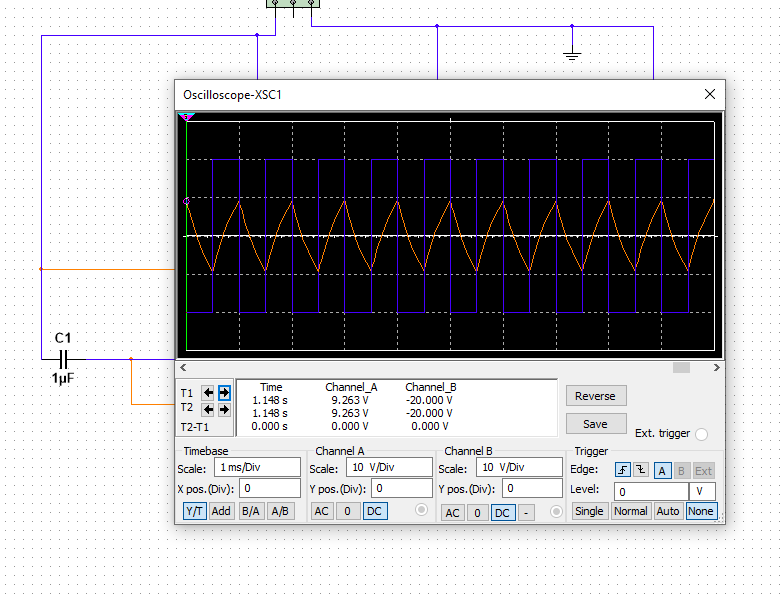 Oscilloscope-XSC1
C1
1µF
Time Channel_A Channel_B
T1 1.148 s 9.263 V -20.000 V
T2 1.148 s 9.263 V -20.000 V
T2-T1 0.000 s 0.000 V 0.000 V
Reverse
Save
Ext. trigger
Timebase
Scale: 1 ms/Div
X pos.(Div): 0
Y/T Add B/A A/B
Channel A
Scale: 10 V/Div
Y pos.(Div): 0
AC 0 DC
Channel B
Scale: 10 V/Div
Y pos.(Div): 0
AC 0 DC -
Trigger
Edge: A B Ext
Level: 0 V
Single Normal Auto None